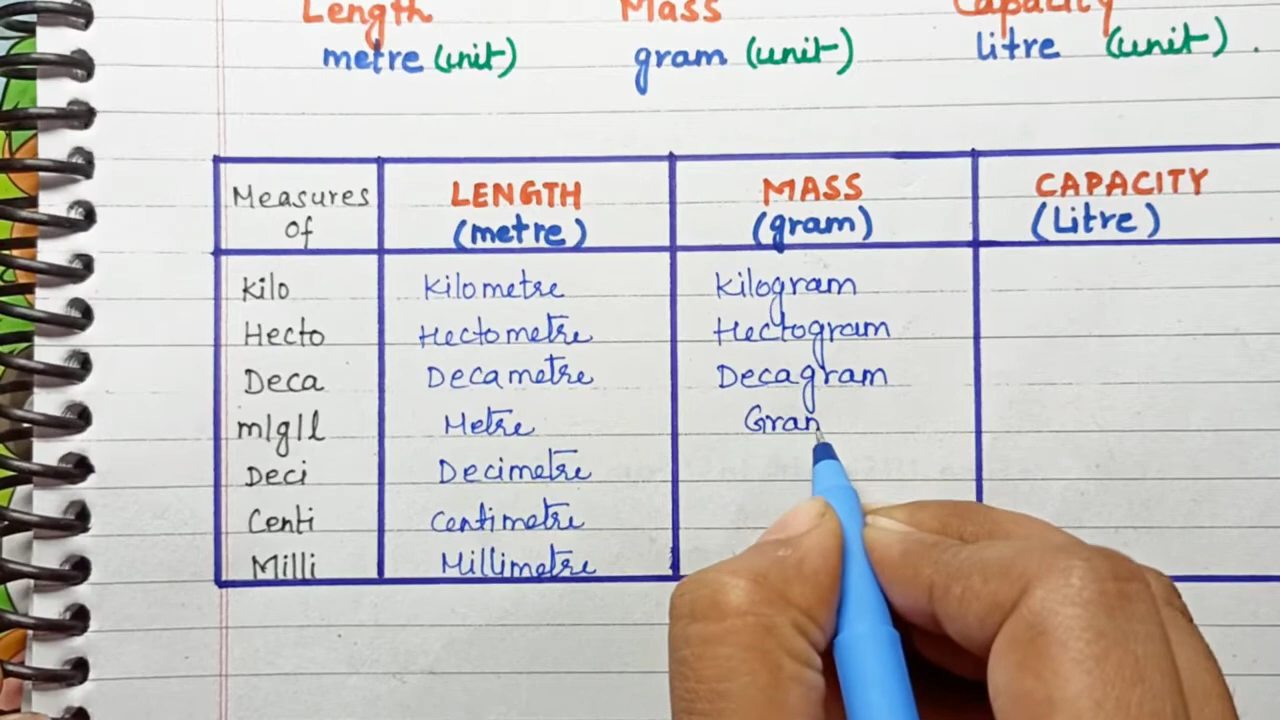 Length Mass Capacity
metre (unit) gram (unit) litre (unit).
Measures Of LENGTH (metre) MASS (gram) CAPACITY (Litre)
Kilo Kilometre Kilogram
Hecto Hectometre Hectogram
Deca Decametre Decagram
m/g/l Metre Gran
Deci Decimetre
Centi Centimetre
Milli Millimetre